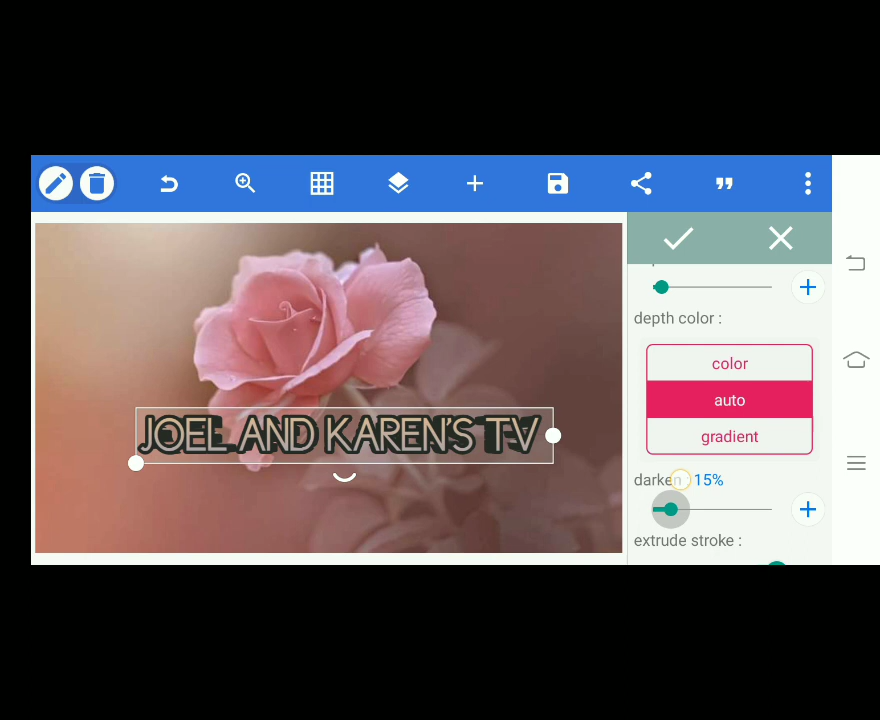 JOEL AND KAREN'S TV
depth color :
color
auto
gradient
darken : 15%
extrude stroke :